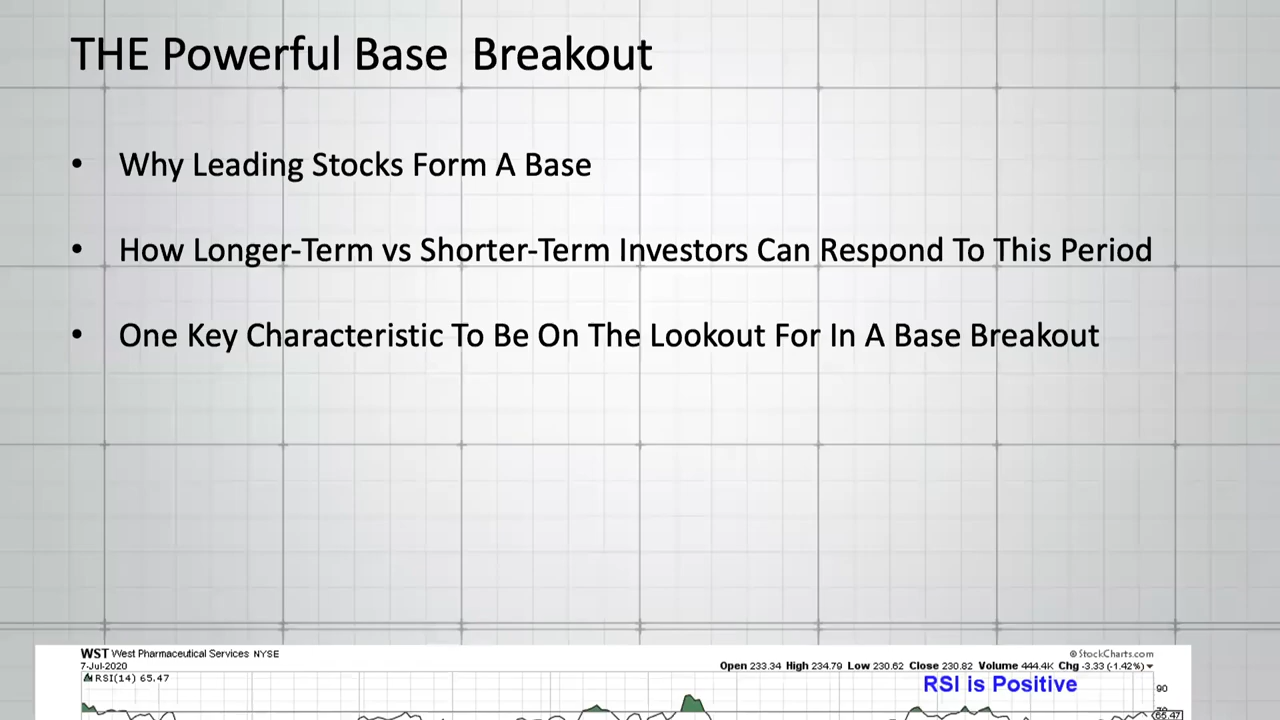 THE Powerful Base  Breakout
• Why Leading Stocks Form A Base
• How Longer-Term vs Shorter-Term Investors Can Respond To This Period
• One Key Characteristic To Be On The Lookout For In A Base Breakout
WST West Pharmaceutical Services NYSE
© StockCharts.com
7-Jul-2020
Open 233.34 High 234.79 Low 230.62 Close 230.82 Volume 444.4K Chg -3.33 (-1.42%)
RSI(14) 65.47
RSI is Positive
90
65.47